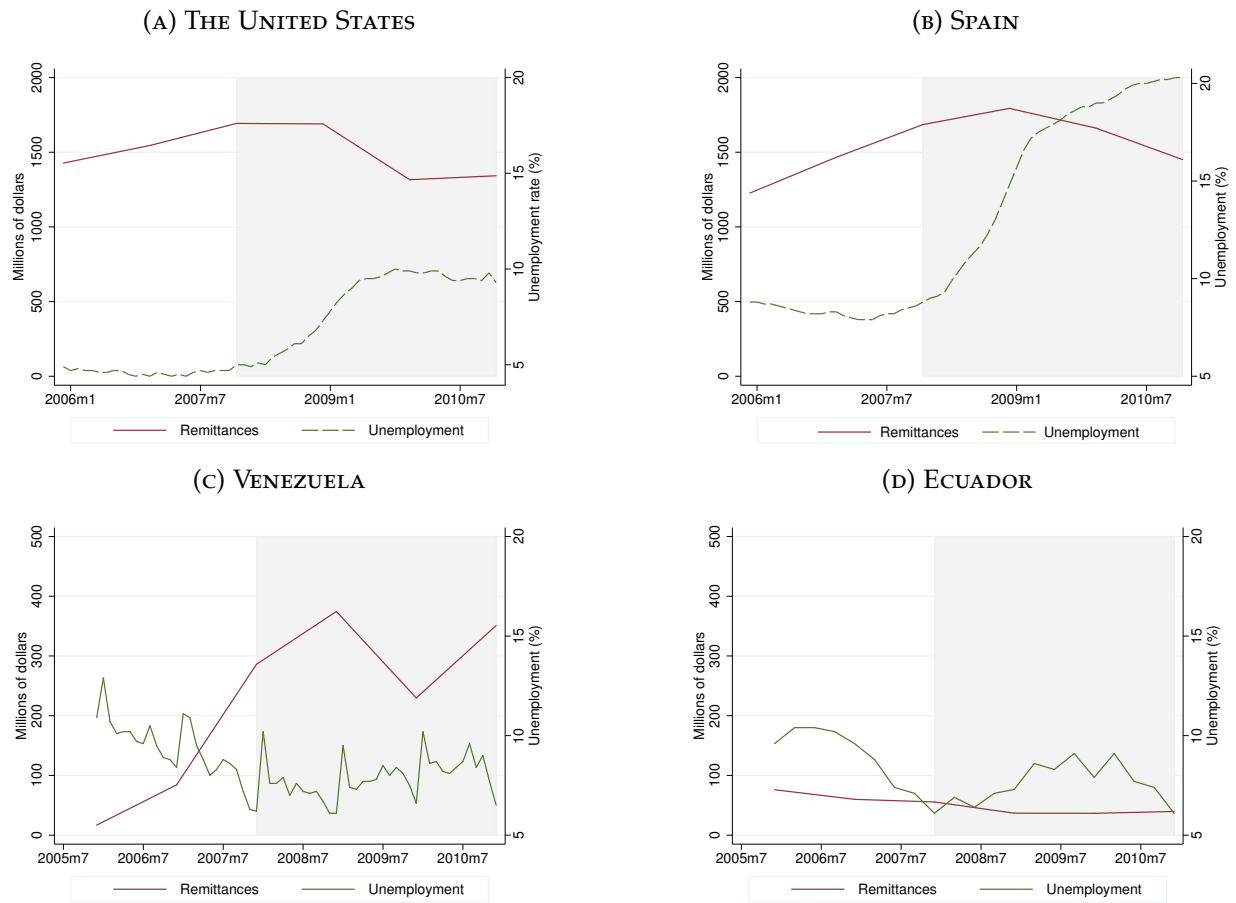 (A) THE UNITED STATES
2000
1500
1000
500
0
Millions of dollars
20
15
10
5
Unemployment rate (%)
2006m1 2007m7 2009m1 2010m7
Remittances Unemployment
(B) SPAIN
2000
1500
1000
500
0
Millions of dollars
20
15
10
5
Unemployment (%)
2006m1 2007m7 2009m1 2010m7
Remittances Unemployment
(C) VENEZUELA
500
400
300
200
100
0
Millions of dollars
20
15
10
5
Unemployment (%)
2005m7 2006m7 2007m7 2008m7 2009m7 2010m7
Remittances Unemployment
(D) ECUADOR
500
400
300
200
100
0
Millions of dollars
20
15
10
5
Unemployment (%)
2005m7 2006m7 2007m7 2008m7 2009m7 2010m7
Remittances Unemployment